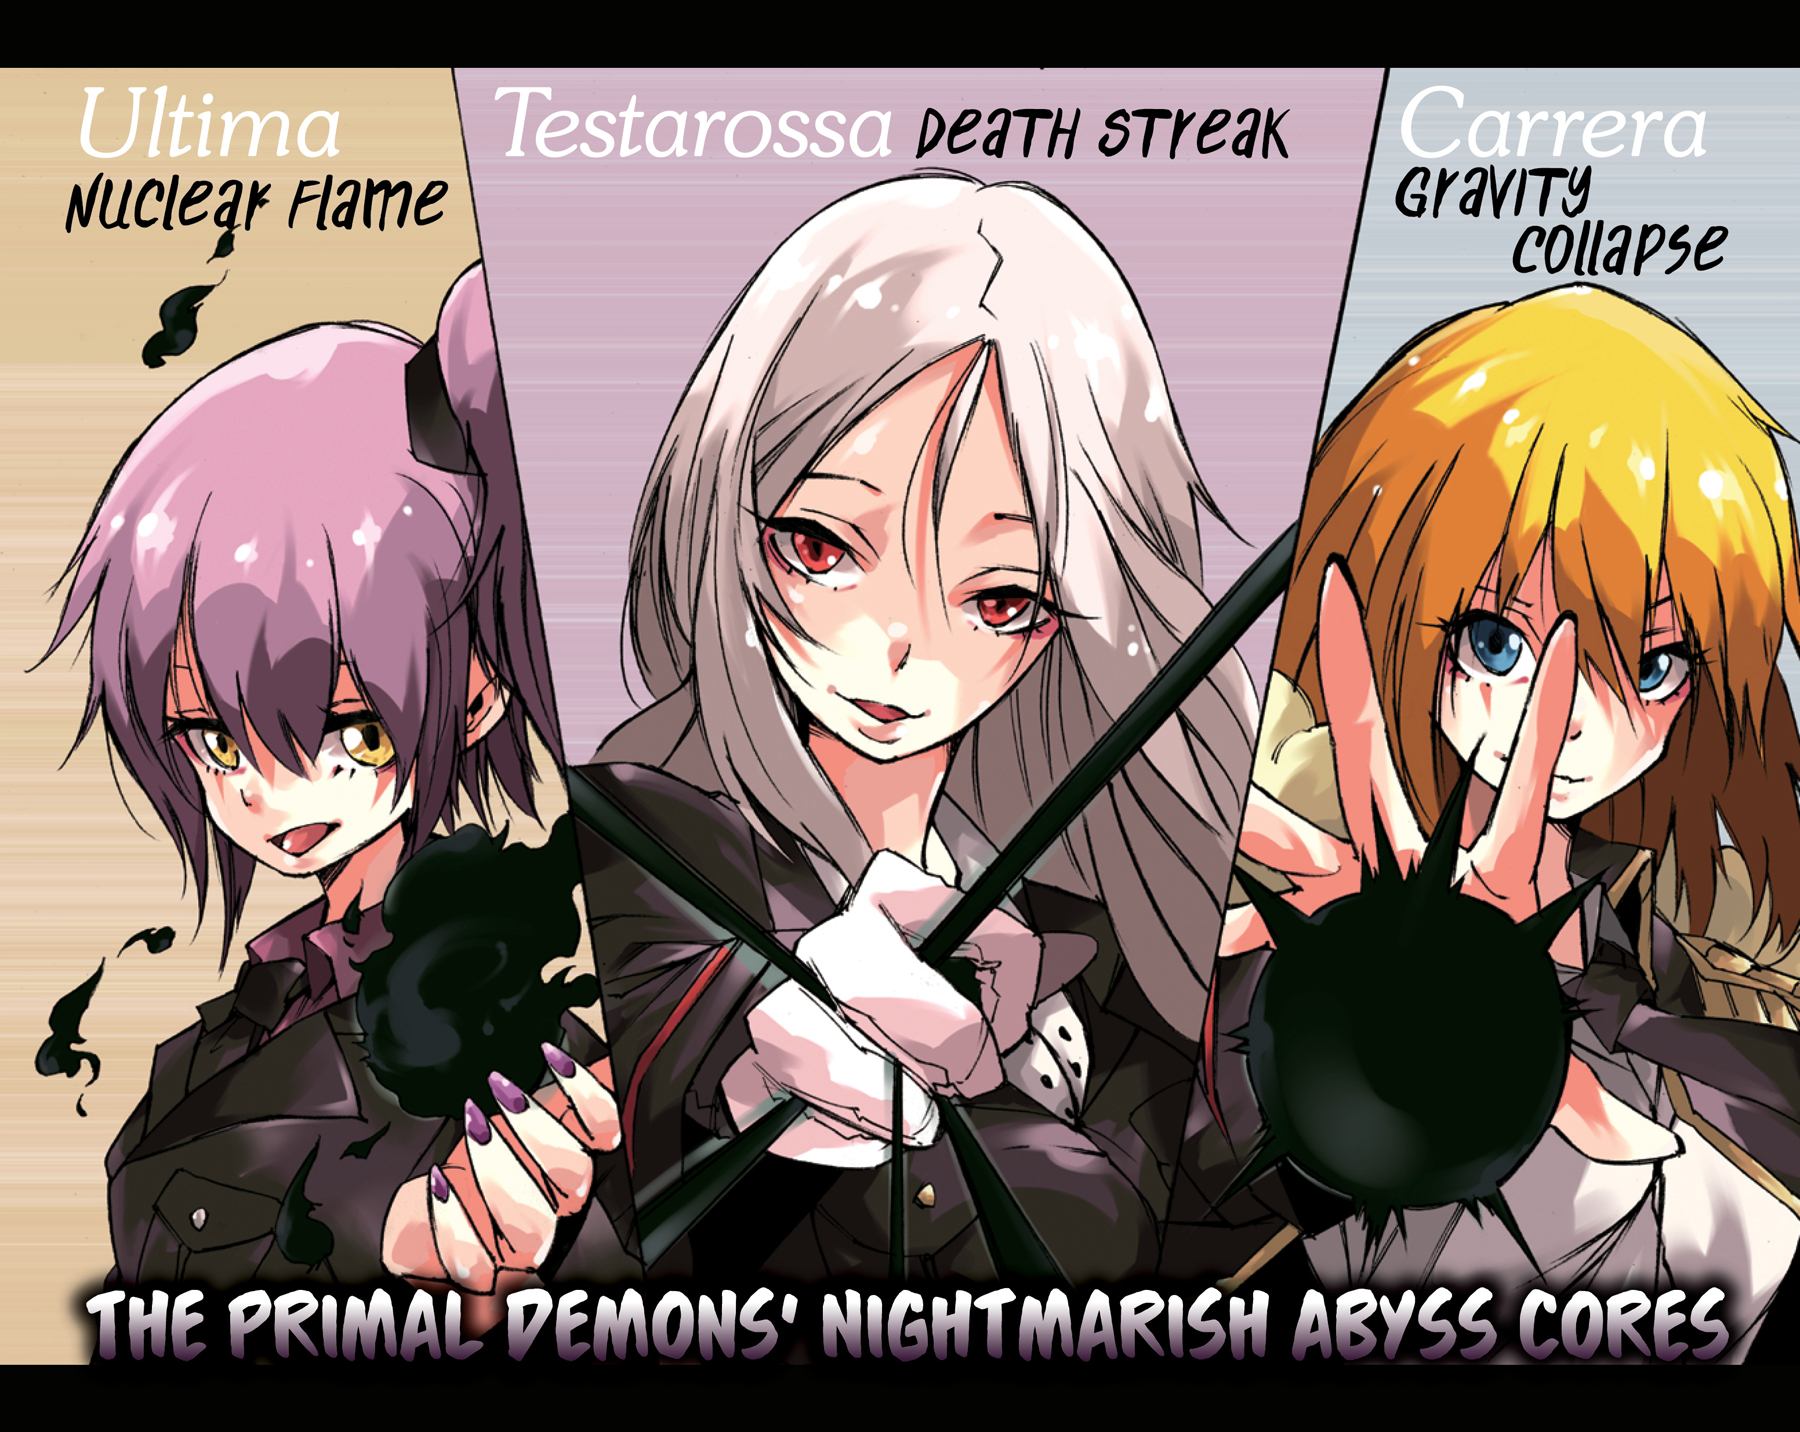 Ultima
Nuclear Flame
Testarossa Death Streak
Carrera
Gravity
Collapse
THE PRIMAL DEMONS' NIGHTMARISH ABYSS CORES